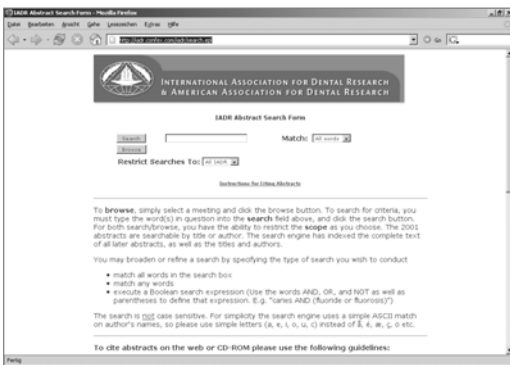 IADR Abstract Search Form - Mozilla Firefox
Datei Bearbeiten Ansicht Gehe Lesezeichen Extras Hilfe
http://iadr.confex.com/iadr/search.epl
Go
INTERNATIONAL ASSOCIATION FOR DENTAL RESEARCH
& AMERICAN ASSOCIATION FOR DENTAL RESEARCH
IADR Abstract Search Form
Search Match: All words
Browse
Restrict Searches To: All IADR
Instructions for Citing Abstracts
To browse, simply select a meeting and click the browse button. To search for criteria, you
must type the word(s) in question into the search field above, and click the search button.
For both search/browse, you have the ability to restrict the scope as you choose. The 2001
abstracts are searchable by title or author. The search engine has indexed the complete text
of all later abstracts, as well as the titles and authors.
You may broaden or refine a search by specifying the type of search you wish to conduct
• match all words in the search box
• match any words
• execute a Boolean search expression (Use the words AND, OR, and NOT as well as
parentheses to define that expression. E.g. "caries AND (fluoride or fluorosis)")
The search is not case sensitive. For simplicity the search engine uses a simple ASCII match
on author's names, so please use simple letters (a, e, i, o, u, c) instead of å, é, æ, ç, ö etc.
To cite abstracts on the web or CD-ROM please use the following guidelines:
Fertig